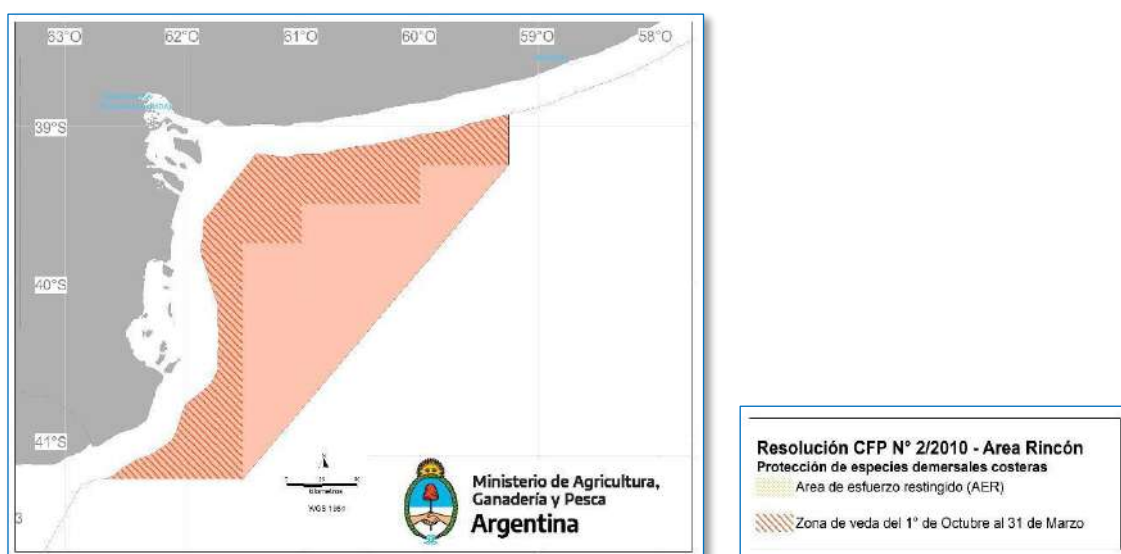 63°O 62°O 61°O 60°O 59°O 58°O
39°S
40°S
41°S
3
kilometros
WGS 1984
Ministerio de Agricultura,
Ganadería y Pesca
Argentina
Resolución CFP N° 2/2010 - Area Rincón
Protección de especies demersales costeras
Area de esfuerzo restingido (AER)
Zona de veda del 1° de Octubre al 31 de Marzo